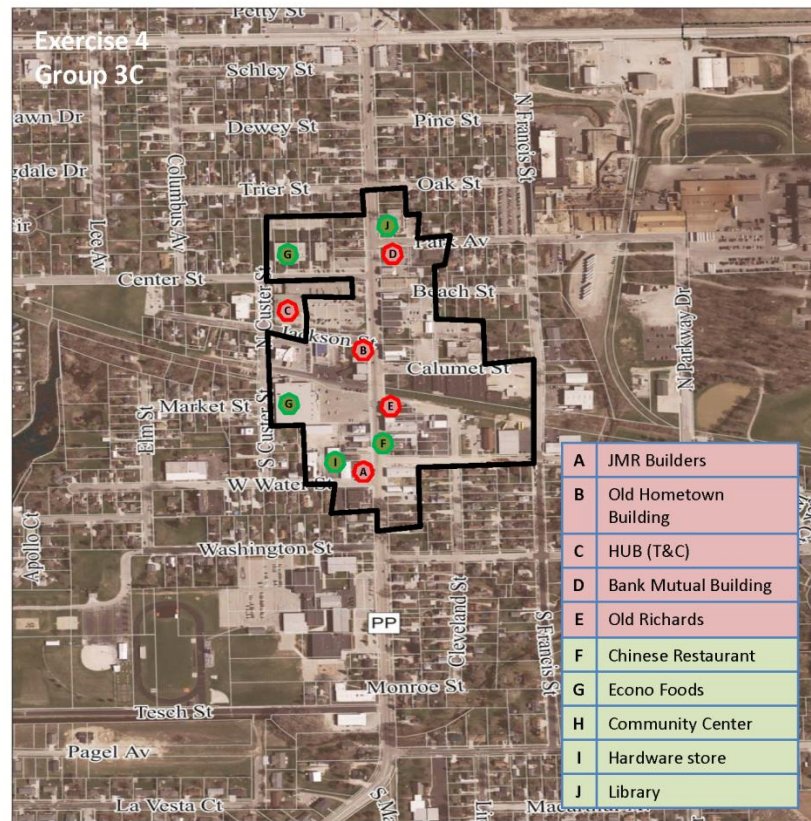 Petty St
Exercise 4
Group 3C
Schley St
Dewey St
Pine St
N Francis St
Columbus Av
Lee Av
Trier St
Oak St
J
Park Av
D
G
Center St
N Custer St
Beach St
C
Jackson St
B
N Parkway Dr
Calumet St
Market St
G
E
Elm St
S Custer St
F
I
A
W Water St
Apollo Ct
Washington St
PP
Cleveland St
S Francis St
Monroe St
Tesch St
Pagel Av
La Vesta Ct
A JMR Builders
B Old Hometown
Building
C HUB (T&C)
D Bank Mutual Building
E Old Richards
F Chinese Restaurant
G Econo Foods
H Community Center
I Hardware store
J Library